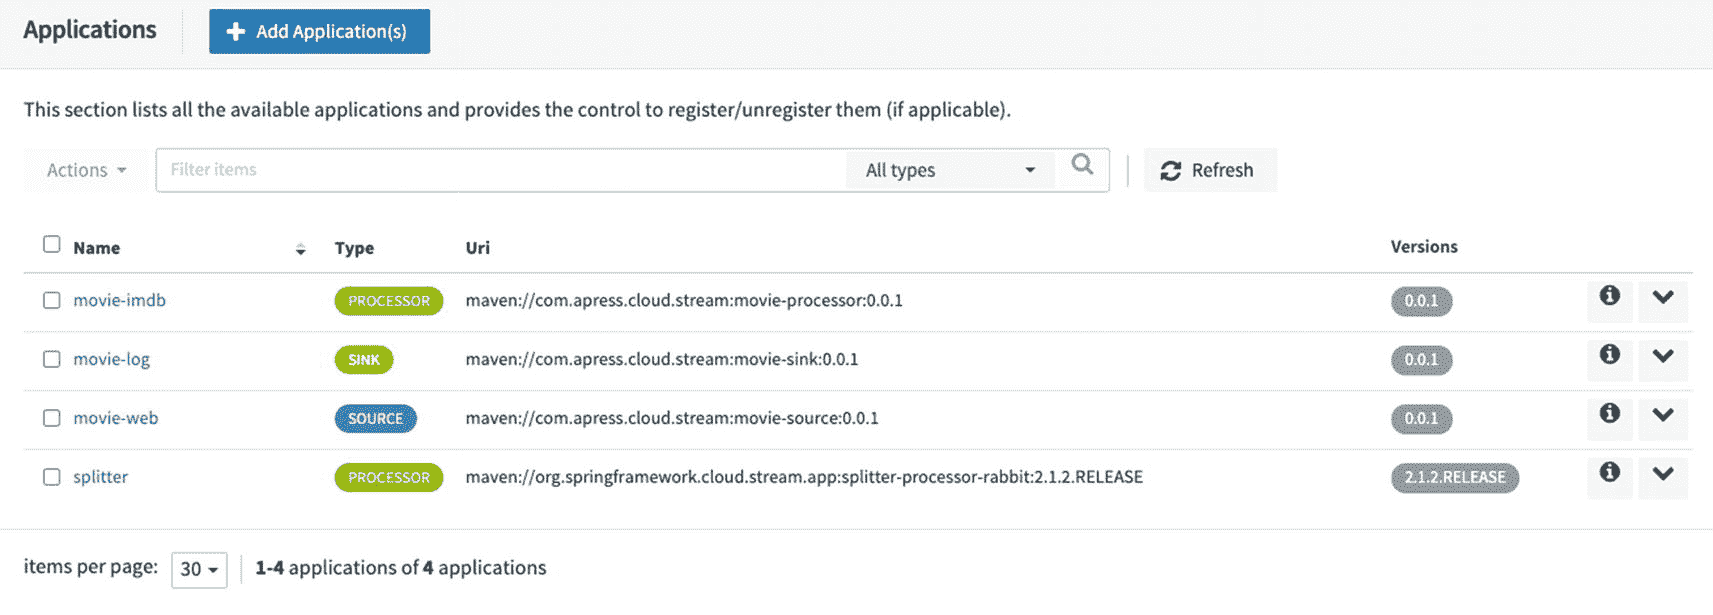 Applications
Add Application(s)
This section lists all the available applications and provides the control to register/unregister them (if applicable).
Actions Filter items All types Refresh
Name Type Uri Versions
movie-imdb PROCESSOR maven://com.apress.cloud.stream:movie-processor:0.0.1 0.0.1
movie-log SINK maven://com.apress.cloud.stream:movie-sink:0.0.1 0.0.1
movie-web SOURCE maven://com.apress.cloud.stream:movie-source:0.0.1 0.0.1
splitter PROCESSOR maven://org.springframework.cloud.stream.app:splitter-processor-rabbit:2.1.2.RELEASE 2.1.2.RELEASE
items per page: 30 1-4 applications of 4 applications